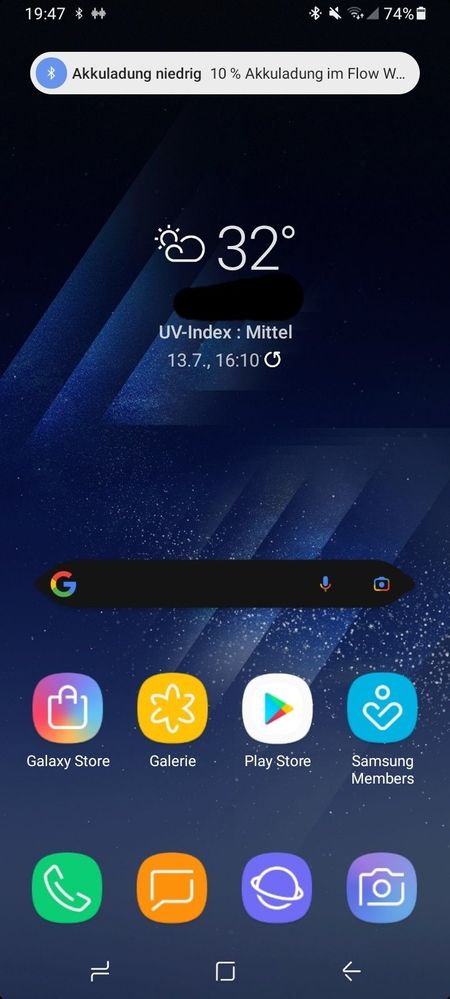 19:47 74%
Akkuladung niedrig 10 % Akkuladung im Flow W...
32°
UV-Index : Mittel
13.7., 16:10
G
Galaxy Store Galerie Play Store Samsung Members